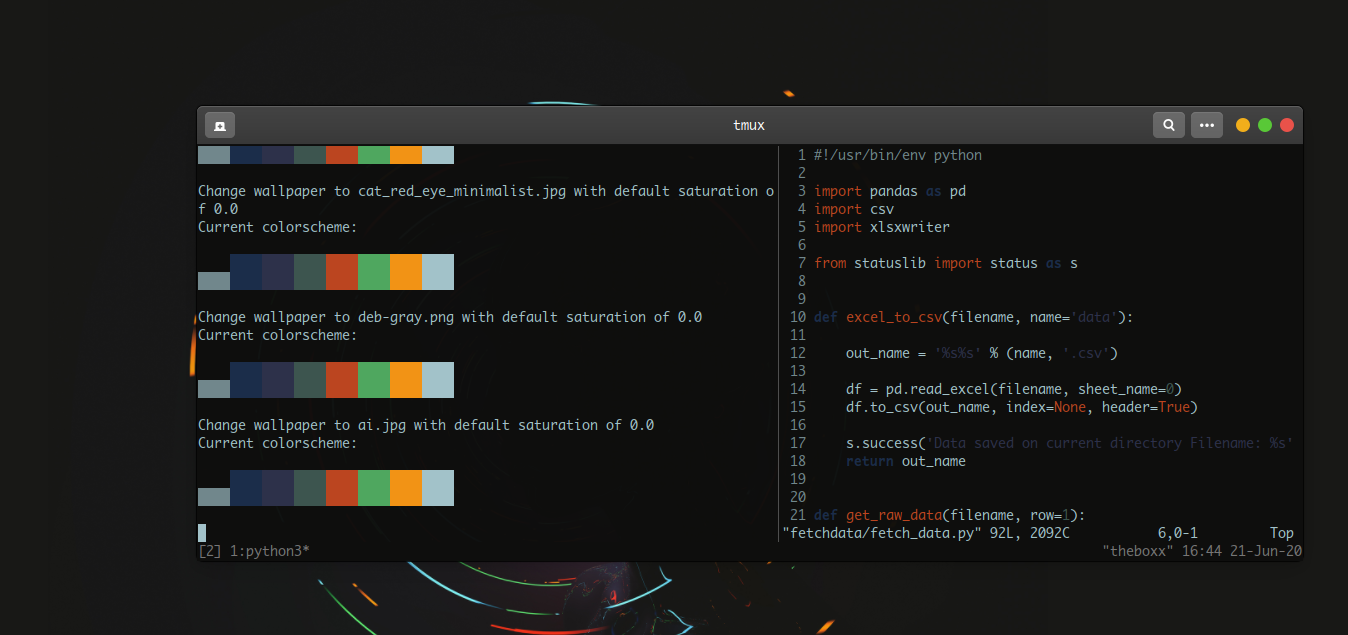 tmux
Change wallpaper to cat_red_eye_minimalist.jpg with default saturation o
f 0.0
Current colorscheme:
Change wallpaper to deb-gray.png with default saturation of 0.0
Current colorscheme:
Change wallpaper to ai.jpg with default saturation of 0.0
Current colorscheme:
1 #!/usr/bin/env python
2
3 import pandas as pd
4 import csv
5 import xlsxwriter
6
7 from statuslib import status as s
8
9
10 def excel_to_csv(filename, name='data'):
11
12     out_name = '%s%s' % (name, '.csv')
13
14     df = pd.read_excel(filename, sheet_name=0)
15     df.to_csv(out_name, index=None, header=True)
16
17     s.success('Data saved on current directory Filename: %s'
18     return out_name
19
20
21 def get_raw_data(filename, row=1):
"fetchdata/fetch_data.py" 92L, 2092C 6,0-1 Top
[2] 1:python3* "theboxx" 16:44 21-Jun-20